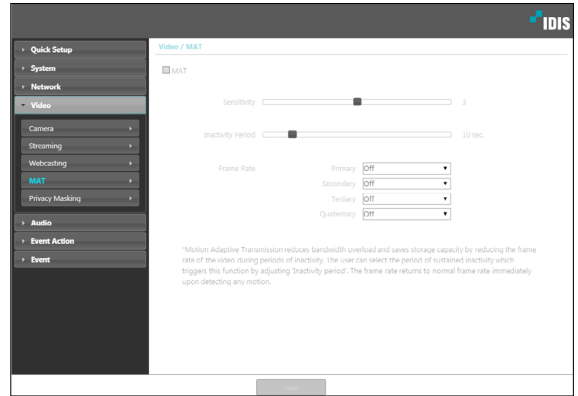 IDIS
Quick Setup
System
Network
Video
Camera
Streaming
Webcasting
MAT
Privacy Masking
Audio
Event Action
Event
Video / MAT
MAT
Sensitivity 3
Inactivity Period 10 sec.
Frame Rate Primary Off
Secondary Off
Tertiary Off
Quaternary Off
*Motion Adaptive Transmission reduces bandwidth overload and saves storage capacity by reducing the frame
rate of the video during periods of inactivity. The user can select the period of sustained inactivity which
triggers this function by adjusting 'Inactivity period'. The frame rate returns to normal frame rate immediately
upon detecting any motion.
Save